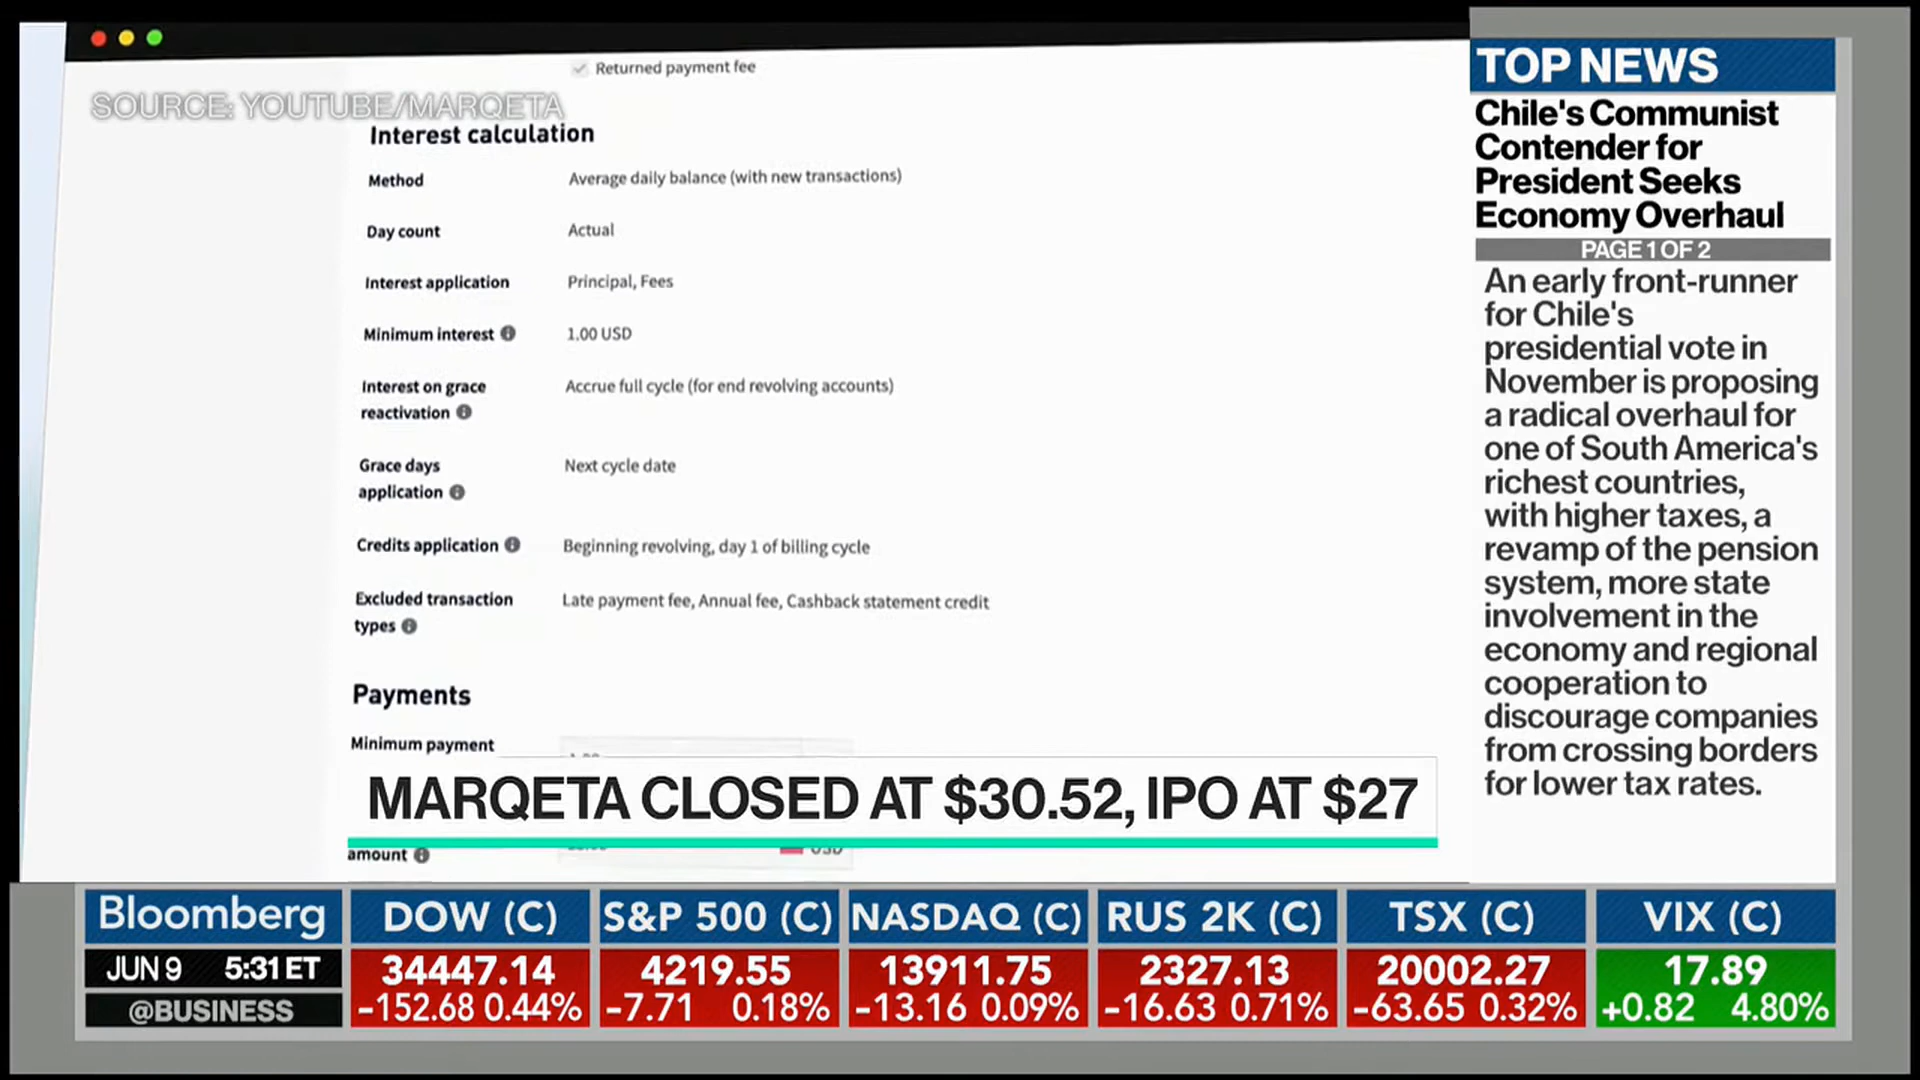 Returned payment fee
SOURCE: YOUTUBE/MARQETA
Interest calculation
Method Average daily balance (with new transactions)
Day count Actual
Interest application Principal, Fees
Minimum interest 1.00 USD
Interest on grace
reactivation
Accrue full cycle (for end revolving accounts)
Grace days
application
Next cycle date
Credits application Beginning revolving, day 1 of billing cycle
Excluded transaction
types
Late payment fee, Annual fee, Cashback statement credit
Payments
Minimum payment
MARQETA CLOSED AT $30.52, IPO AT $27
amount USD
TOP NEWS
Chile's Communist
Contender for
President Seeks
Economy Overhaul
PAGE 1 OF 2
An early front-runner
for Chile's
presidential vote in
November is proposing
a radical overhaul for
one of South America's
richest countries,
with higher taxes, a
revamp of the pension
system, more state
involvement in the
economy and regional
cooperation to
discourage companies
from crossing borders
for lower tax rates.
Bloomberg
JUN 9 5:31 ET
@BUSINESS
DOW (C)
34447.14
-152.68 0.44%
S&P 500 (C)
4219.55
-7.71 0.18%
NASDAQ (C)
13911.75
-13.16 0.09%
RUS 2K (C)
2327.13
-16.63 0.71%
TSX (C)
20002.27
-63.65 0.32%
VIX (C)
17.89
+0.82 4.80%